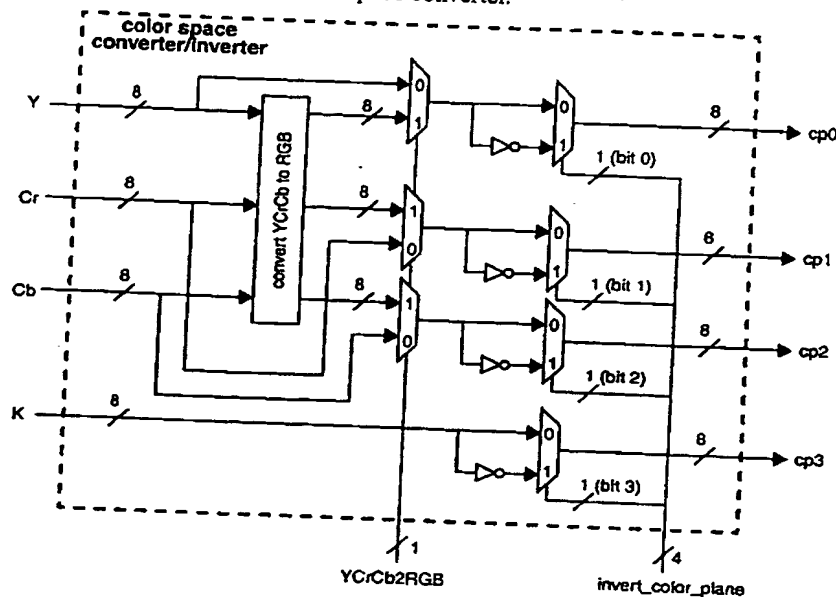 converter.
color space
converter/inverter
Y
8
8
0
1
0
1
8
cp0
1 (bit 0)
convert YCrCb to RGB
Cr
8
8
1
0
0
1
8
cp1
1 (bit 1)
Cb
8
8
1
0
0
1
8
cp2
1 (bit 2)
K
8
0
1
8
cp3
1 (bit 3)
1
YCrCb2RGB
4
invert_color_plane